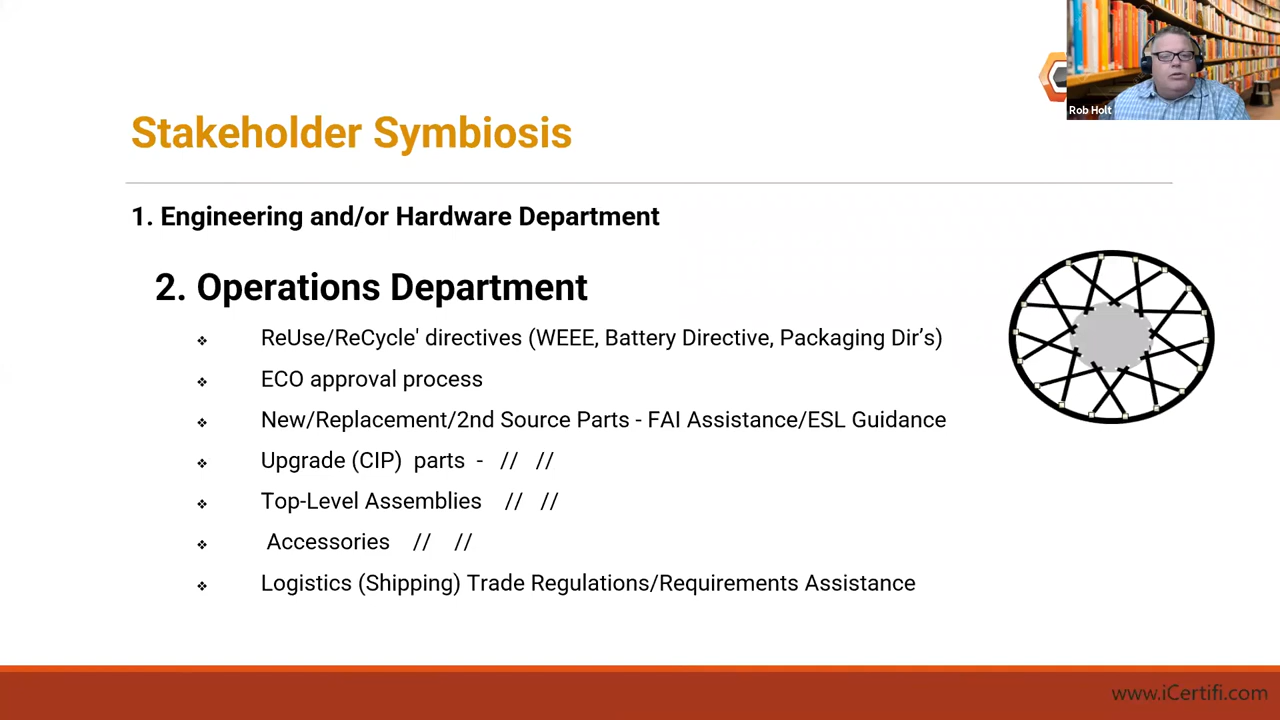 Rob Holt
Stakeholder Symbiosis
1. Engineering and/or Hardware Department
2. Operations Department
❖ ReUse/ReCycle' directives (WEEE, Battery Directive, Packaging Dir’s)
❖ ECO approval process
❖ New/Replacement/2nd Source Parts - FAI Assistance/ESL Guidance
❖ Upgrade (CIP) parts - // //
❖ Top-Level Assemblies // //
❖ Accessories // //
❖ Logistics (Shipping) Trade Regulations/Requirements Assistance
www.iCertifi.com